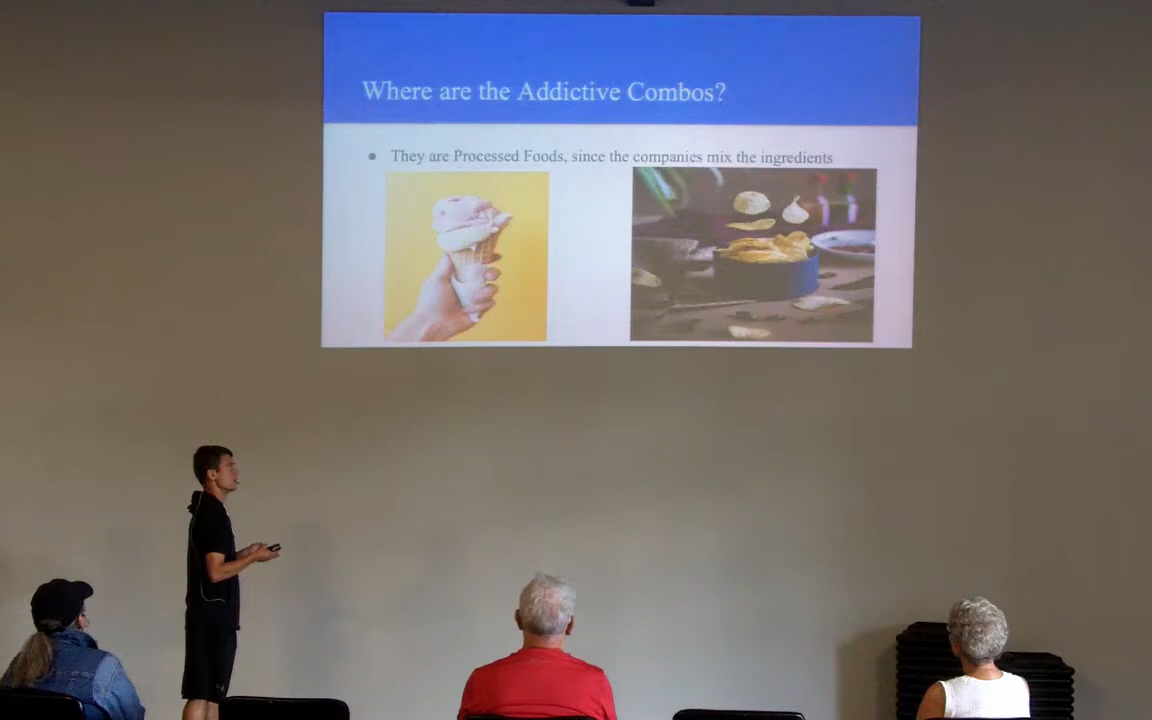 Where are the Addictive Combos?
They are Processed Foods, since the companies mix the ingredients